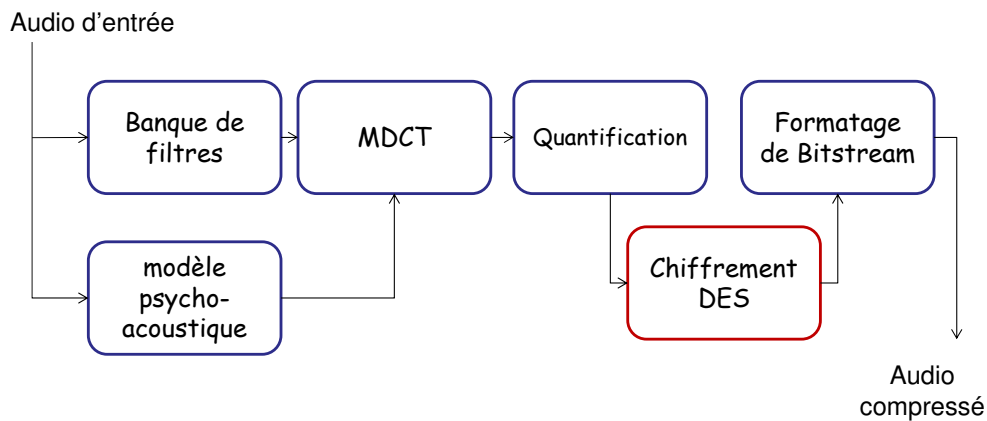 Audio d’entrée
Banque de
filtres
MDCT
Quantification
Formatage
de Bitstream
modèle
psycho-
acoustique
Chiffrement
DES
Audio
compressé